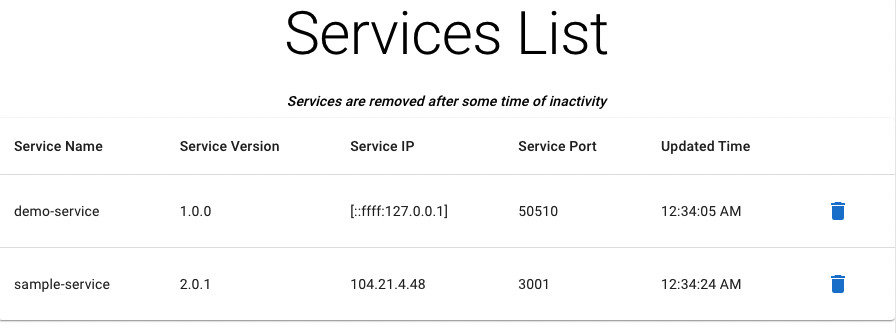 Services List
Services are removed after some time of inactivity
Service Name Service Version Service IP Service Port Updated Time
demo-service 1.0.0 [::ffff:127.0.0.1] 50510 12:34:05 AM
sample-service 2.0.1 104.21.4.48 3001 12:34:24 AM